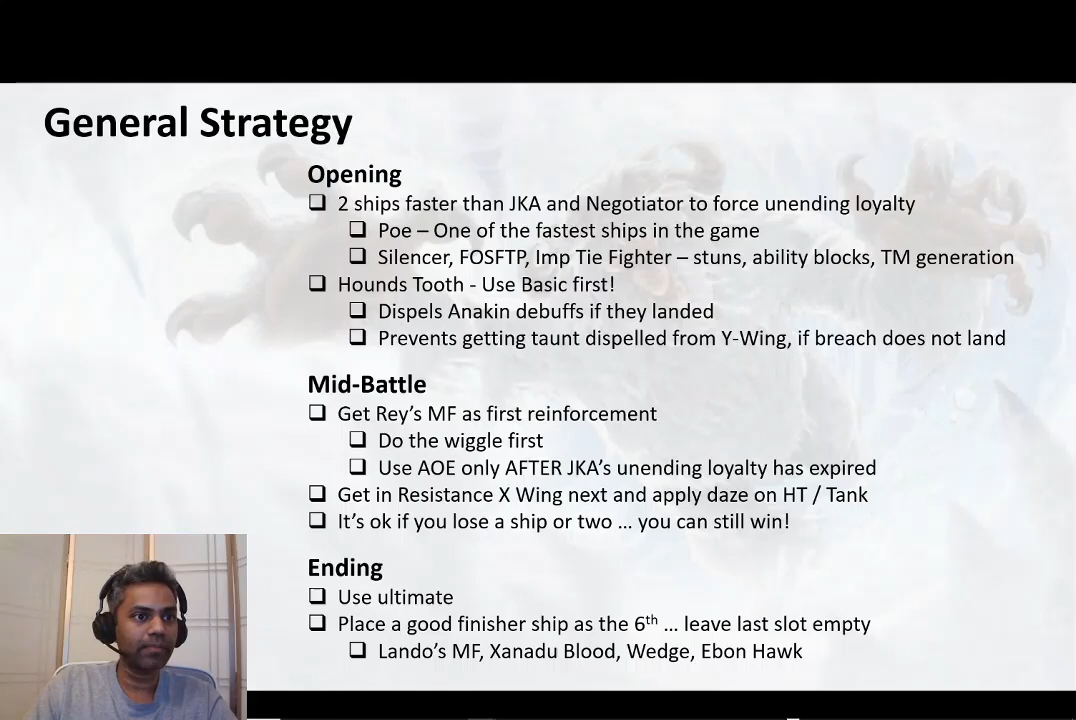 General Strategy
Opening
2 ships faster than JKA and Negotiator to force unending loyalty
Poe – One of the fastest ships in the game
Silencer, FOSFTP, Imp Tie Fighter – stuns, ability blocks, TM generation
Hounds Tooth - Use Basic first!
Dispels Anakin debuffs if they landed
Prevents getting taunt dispelled from Y-Wing, if breach does not land
Mid-Battle
Get Rey's MF as first reinforcement
Do the wiggle first
Use AOE only AFTER JKA's unending loyalty has expired
Get in Resistance X Wing next and apply daze on HT / Tank
It's ok if you lose a ship or two ... you can still win!
Ending
Use ultimate
Place a good finisher ship as the 6th ... leave last slot empty
Lando's MF, Xanadu Blood, Wedge, Ebon Hawk